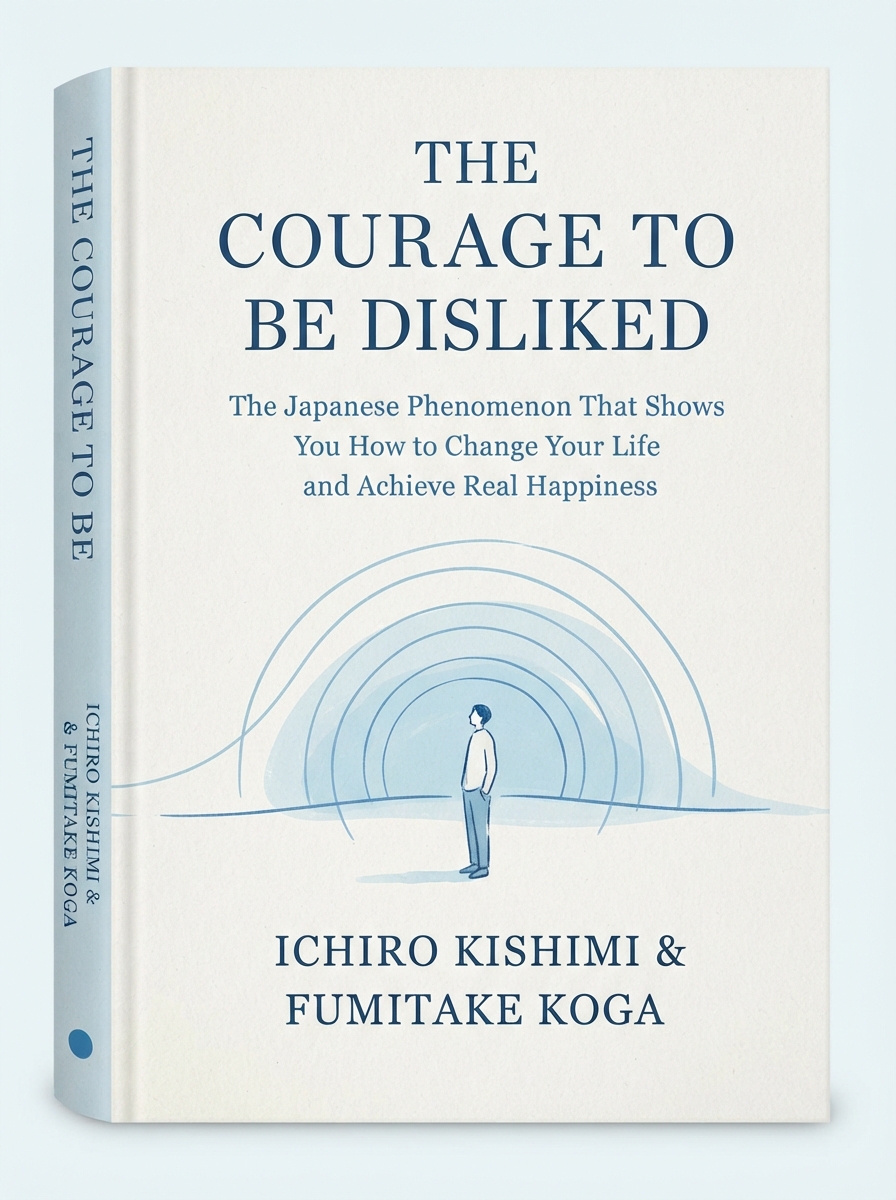 THE
COURAGE TO
BE DISLIKED
The Japanese Phenomenon That Shows
You How to Change Your Life
and Achieve Real Happiness
ICHIRO KISHIMI &
FUMITAKE KOGA
THE COURAGE TO BE
ICHIRO KISHIMI &
& FUMITAKE KOGA